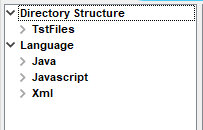 Directory Structure
TstFiles
Language
Java
Javascript
Xml